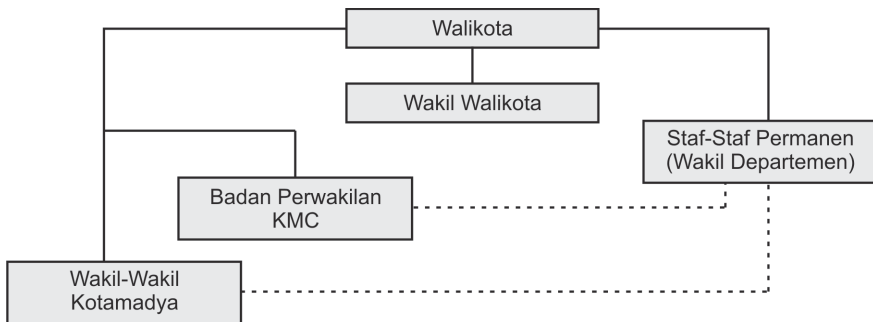 Walikota
Wakil Walikota
Staf-Staf Permanen
(Wakil Departemen)
Badan Perwakilan
KMC
Wakil-Wakil
Kotamadya